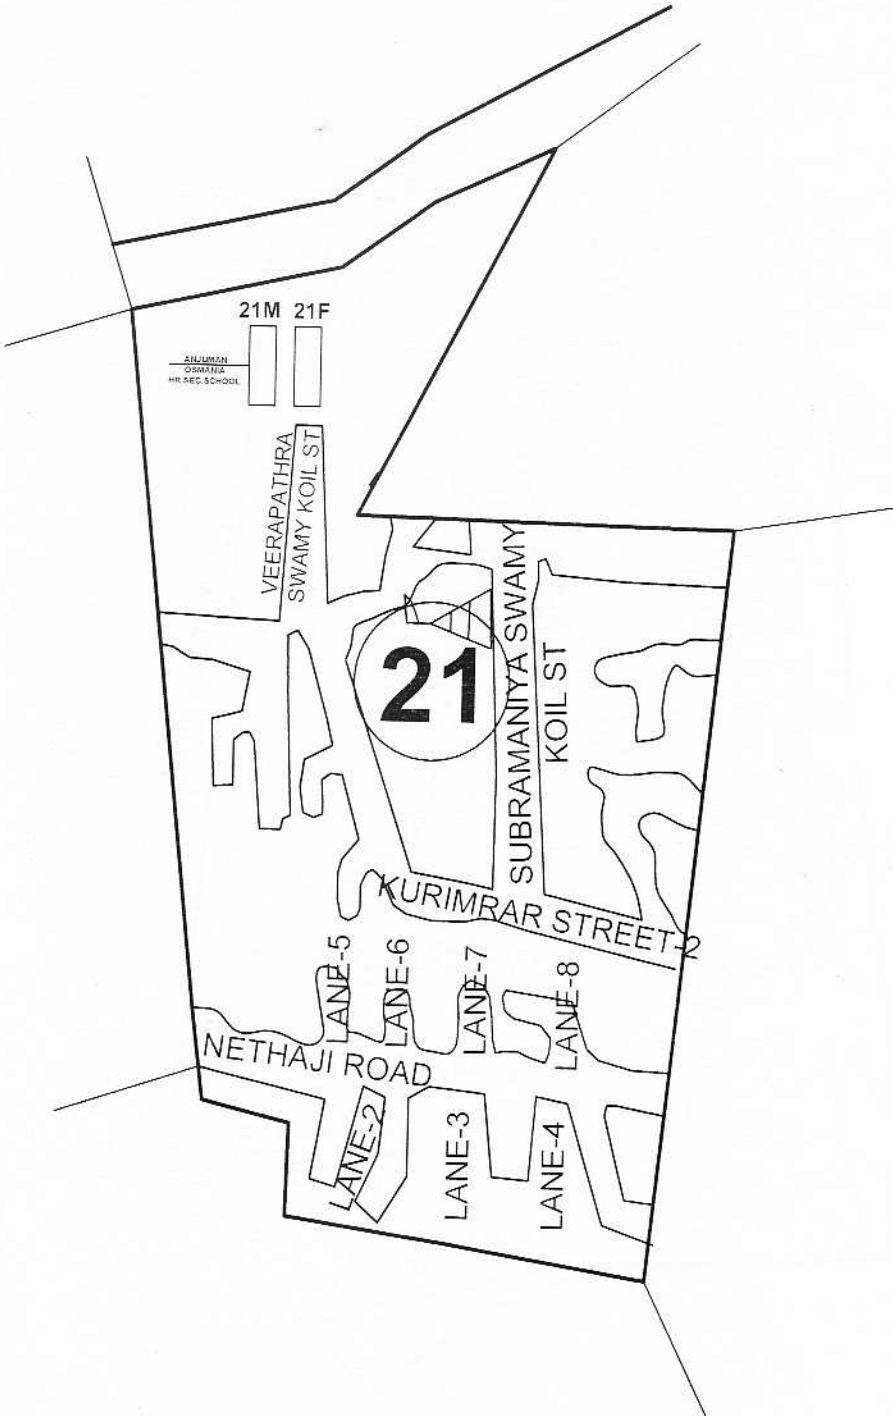 21M 21F
ANJUMAN
OSMANIA
HR.SEC.SCHOOL
VEERAPATHRA
SWAMY KOIL ST
21
SUBRAMANIYA SWAMY
KOIL ST
KURIMRAR STREET-2
LANE-5
LANE-6
LANE-7
LANE-8
NETHAJI ROAD
LANE-2
LANE-3
LANE-4